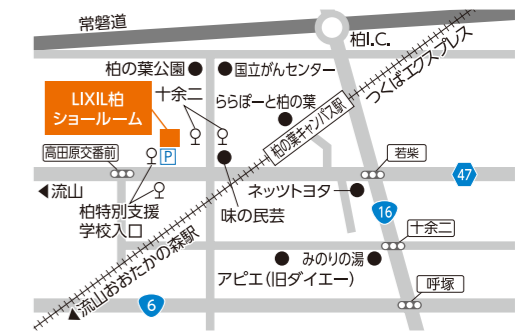 常磐道
柏I.C.
つくばエクスプレス
柏の葉公園
国立がんセンター
LIXIL柏
ショールーム
十余二
ららぽーと柏の葉
柏の葉キャンパス駅
P
高田原交番前
若柴
47
◀流山
味の民芸
ネッツトヨタ
柏特別支援
学校入口
16
十余二
みのりの湯
アピエ(旧ダイエー)
▲流山おおたかの森駅
6
呼塚